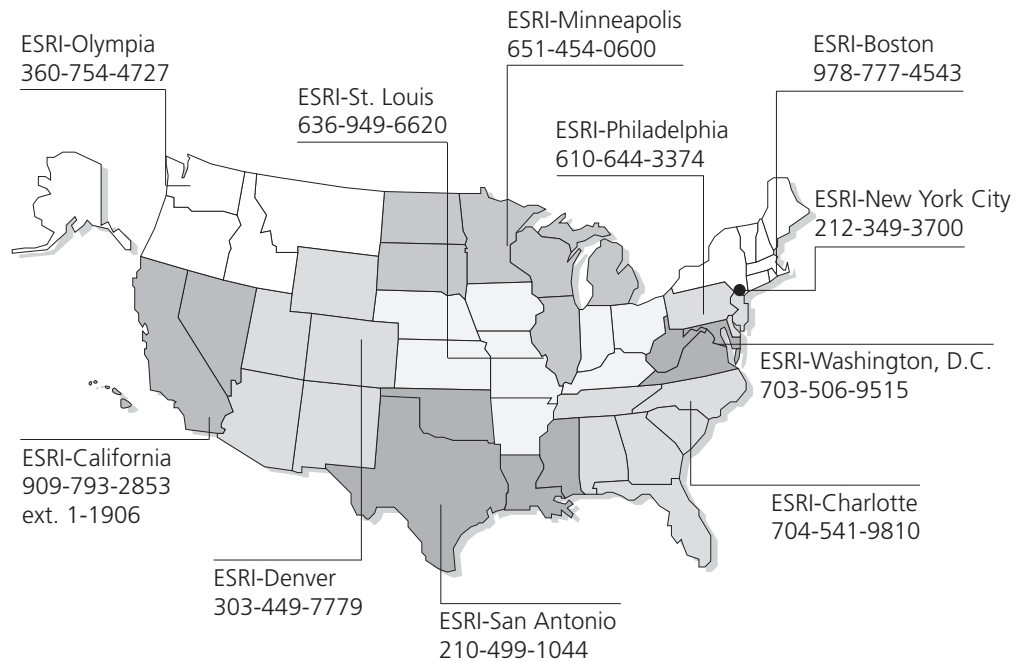 ESRI-Olympia
360-754-4727
ESRI-Minneapolis
651-454-0600
ESRI-Boston
978-777-4543
ESRI-St. Louis
636-949-6620
ESRI-Philadelphia
610-644-3374
ESRI-New York City
212-349-3700
ESRI-Washington, D.C.
703-506-9515
ESRI-California
909-793-2853
ext. 1-1906
ESRI-Charlotte
704-541-9810
ESRI-Denver
303-449-7779
ESRI-San Antonio
210-499-1044